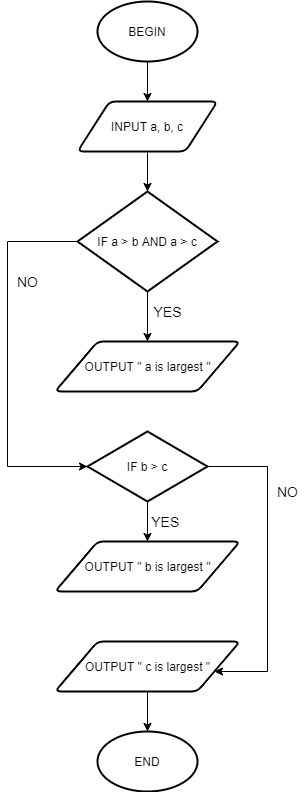 BEGIN
INPUT a, b, c
IF a > b AND a > c
NO
YES
OUTPUT " a is largest "
IF b > c
NO
YES
OUTPUT " b is largest "
OUTPUT " c is largest "
END